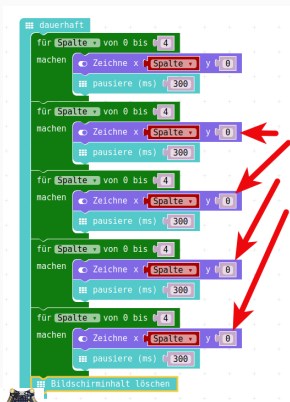 dauerhaft
für Spalte von 0 bis 4
machen Zeichne x Spalte y 0
pausiere (ms) 300
für Spalte von 0 bis 4
machen Zeichne x Spalte y 0
pausiere (ms) 300
für Spalte von 0 bis 4
machen Zeichne x Spalte y 0
pausiere (ms) 300
für Spalte von 0 bis 4
machen Zeichne x Spalte y 0
pausiere (ms) 300
für Spalte von 0 bis 4
machen Zeichne x Spalte y 0
pausiere (ms) 300
Bildschirminhalt löschen